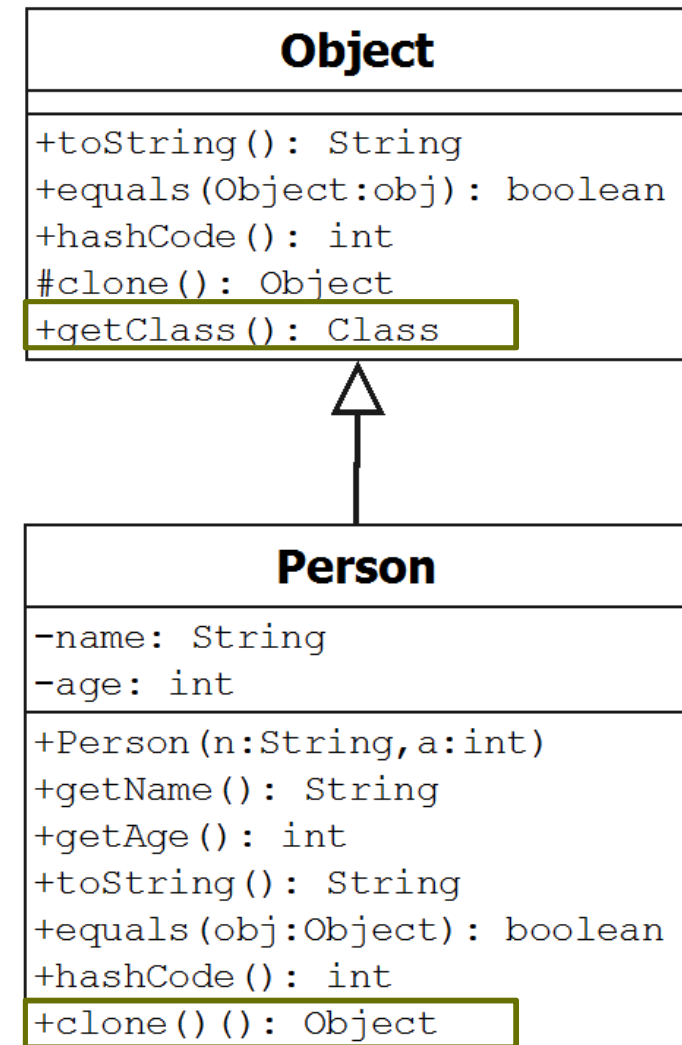 Object
+toString(): String
+equals(Object:obj): boolean
+hashCode(): int
#clone(): Object
+getClass(): Class
Person
-name: String
-age: int
+Person(n:String,a:int)
+getName(): String
+getAge(): int
+toString(): String
+equals(obj:Object): boolean
+hashCode(): int
+clone()(): Object